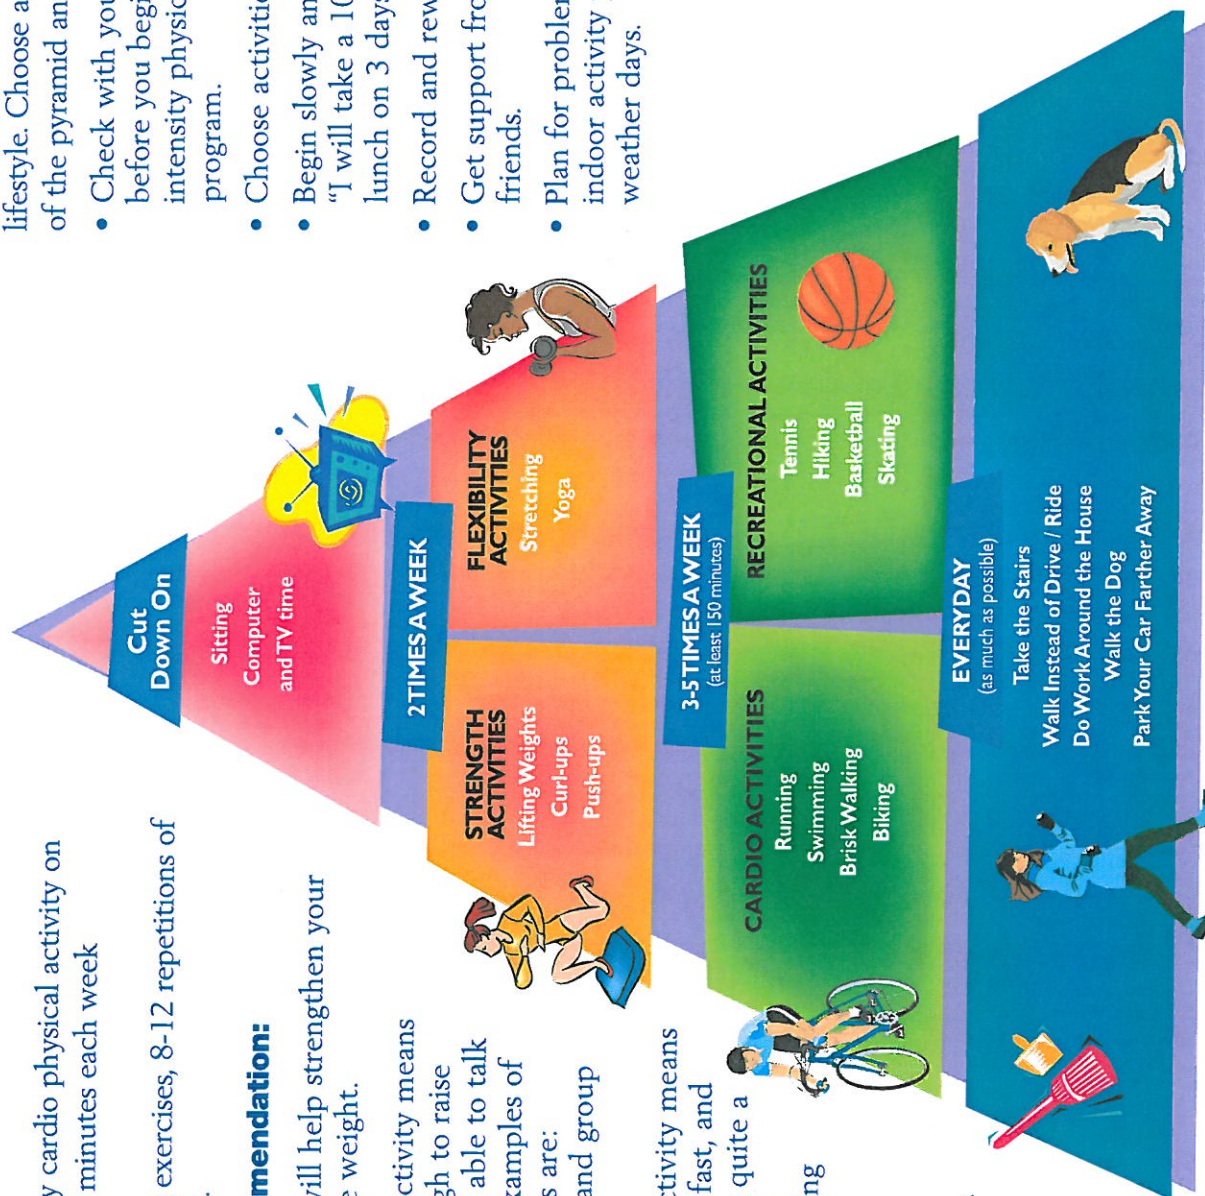 y cardio physical activity on
minutes each week
exercises, 8-12 repetitions of
mendation:
will help strengthen your
e weight.
ctivity means
gh to raise
able to talk
xamples of
s are:
and group
ctivity means
fast, and
quite a
ng
Cut
Down On
Sitting
Computer
and TV time
2 TIMES A WEEK
STRENGTH
ACTIVITIES
Lifting Weights
Curl-ups
Push-ups
FLEXIBILITY
ACTIVITIES
Stretching
Yoga
3-5 TIMES A WEEK
(at least 150 minutes)
CARDIO ACTIVITIES
Running
Swimming
Brisk Walking
Biking
RECREATIONAL ACTIVITIES
Tennis
Hiking
Basketball
Skating
EVERYDAY
(as much as possible)
Take the Stairs
Walk Instead of Drive / Ride
Do Work Around the House
Walk the Dog
Park Your Car Farther Away
lifestyle. Choose a
of the pyramid an
• Check with you
before you begi
intensity physic
program.
• Choose activitie
• Begin slowly an
"I will take a 10
lunch on 3 days
• Record and rew
• Get support fro
friends.
• Plan for problem
indoor activity
weather days.